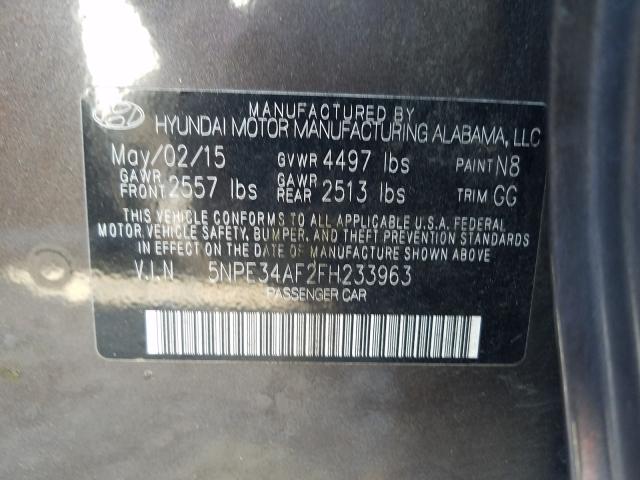 MANUFACTURED BY
HYUNDAI MOTOR MANUFACTURING ALABAMA, LLC
May/02/15 GVWR 4497 lbs PAINT N8
GAWR FRONT 2557 lbs GAWR REAR 2513 lbs TRIM GG
THIS VEHICLE CONFORMS TO ALL APPLICABLE U.S.A. FEDERAL
MOTOR VEHICLE SAFETY, BUMPER, AND THEFT PREVENTION STANDARDS
IN EFFECT ON THE DATE OF MANUFACTURE SHOWN ABOVE.
V.I.N 5NPE34AF2FH233963
PASSENGER CAR